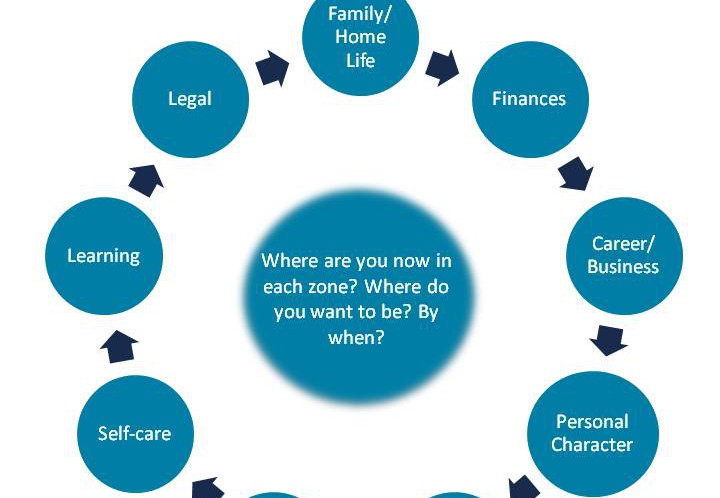 Family/
Home
Life
Finances
Career/
Business
Personal
Character
Self-care
Learning
Legal
Where are you now in
each zone? Where do
you want to be? By
when?